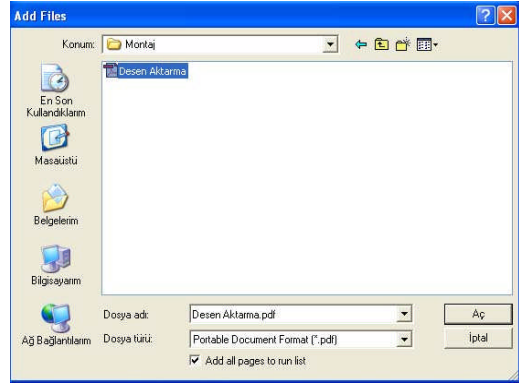 Add Files
Konum:
Montaj
Desen Aktarma
En Son
Kullandıklarım
Masaüstü
Belgelerim
Bilgisayarım
Ağ Bağlantılarım
Dosya adı:
Desen Aktarma.pdf
Aç
Dosya türü:
Portable Document Format (*.pdf)
İptal
Add all pages to run list